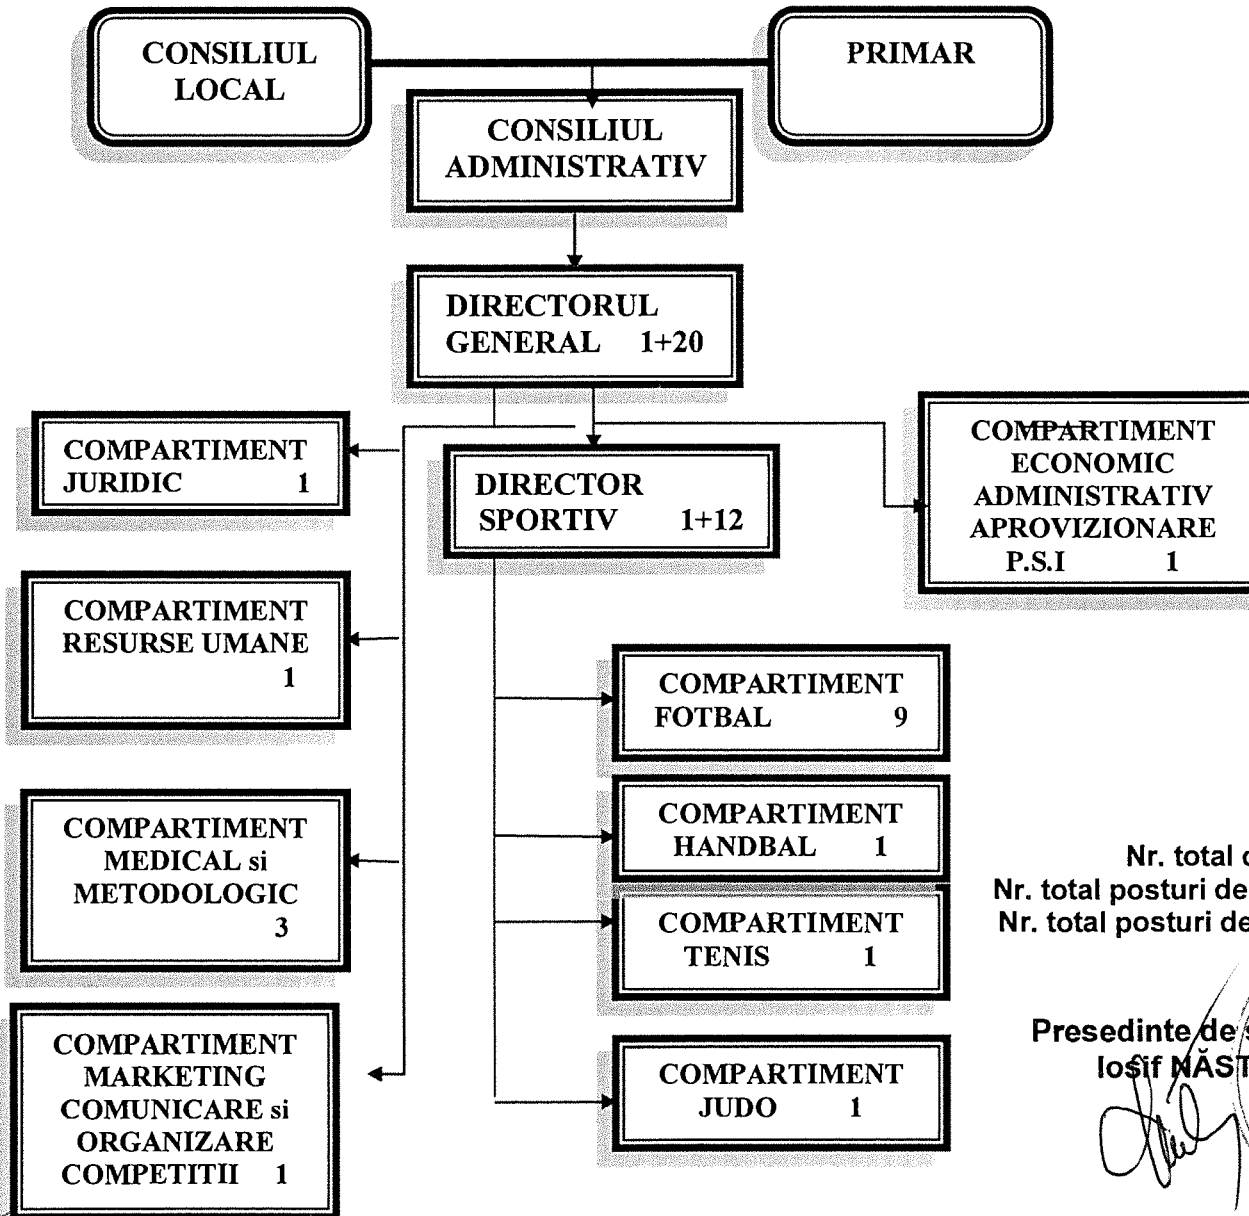 CONSILIUL
LOCAL
PRIMAR
CONSILIUL
ADMINISTRATIV
DIRECTORUL
GENERAL 1+20
COMPARTIMENT
JURIDIC 1
DIRECTOR
SPORTIV 1+12
COMPARTIMENT
ECONOMIC
ADMINISTRATIV
APROVIZIONARE
P.S.I 1
COMPARTIMENT
RESURSE UMANE
1
COMPARTIMENT
FOTBAL 9
COMPARTIMENT
HANDBAL 1
COMPARTIMENT
MEDICAL si
METODOLOGIC
3
COMPARTIMENT
TENIS 1
COMPARTIMENT
MARKETING
COMUNICARE si
ORGANIZARE
COMPETITII 1
COMPARTIMENT
JUDO 1
Nr. total
Nr. total posturi de
Nr. total posturi de
Presedinte de
Iosif